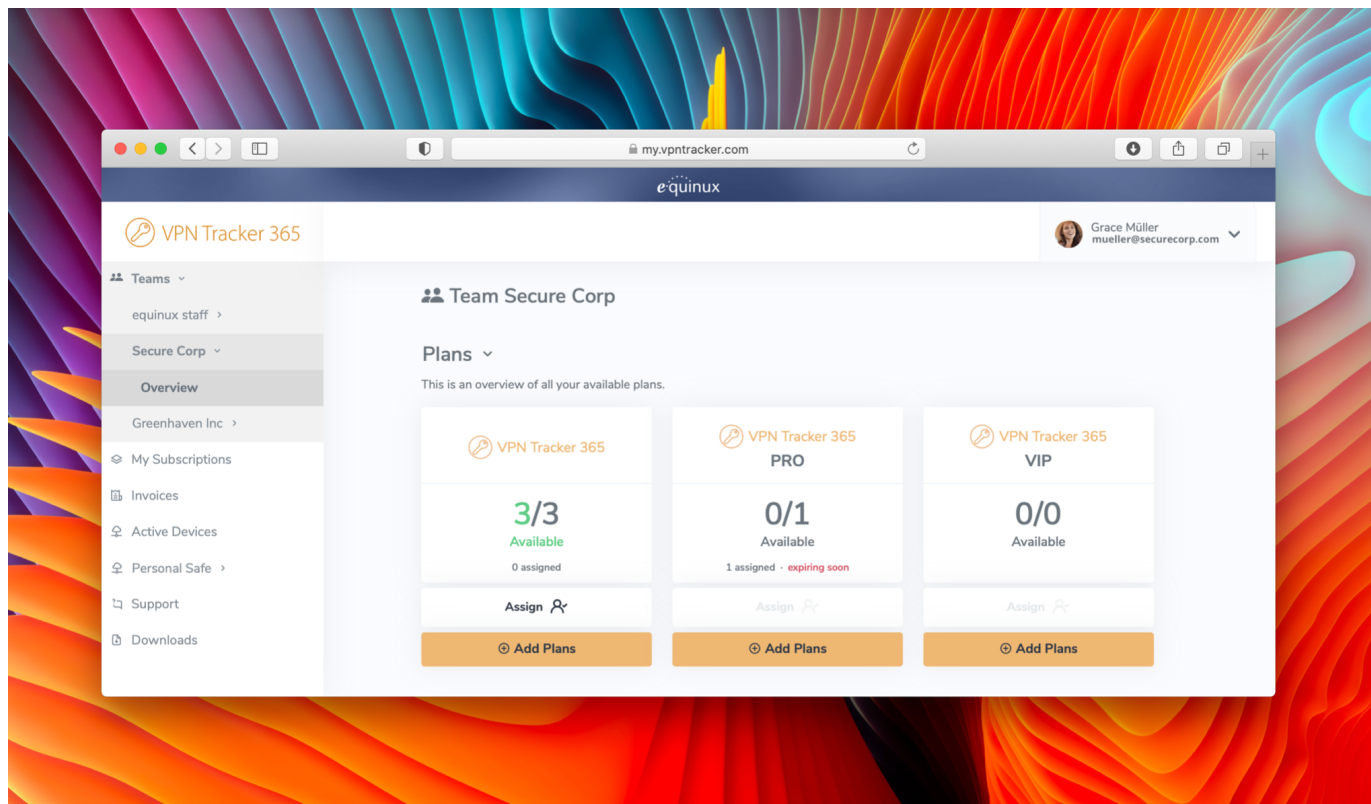 my.vpntracker.com
equinux
VPN Tracker 365
Grace Müller
mueller@securecorp.com
Teams
equinux staff
Secure Corp
Overview
Greenhaven Inc
My Subscriptions
Invoices
Active Devices
Personal Safe
Support
Downloads
Team Secure Corp
Plans
This is an overview of all your available plans.
VPN Tracker 365
3/3
Available
0 assigned
Assign
Add Plans
VPN Tracker 365
PRO
0/1
Available
1 assigned · expiring soon
Assign
Add Plans
VPN Tracker 365
VIP
0/0
Available
Assign
Add Plans